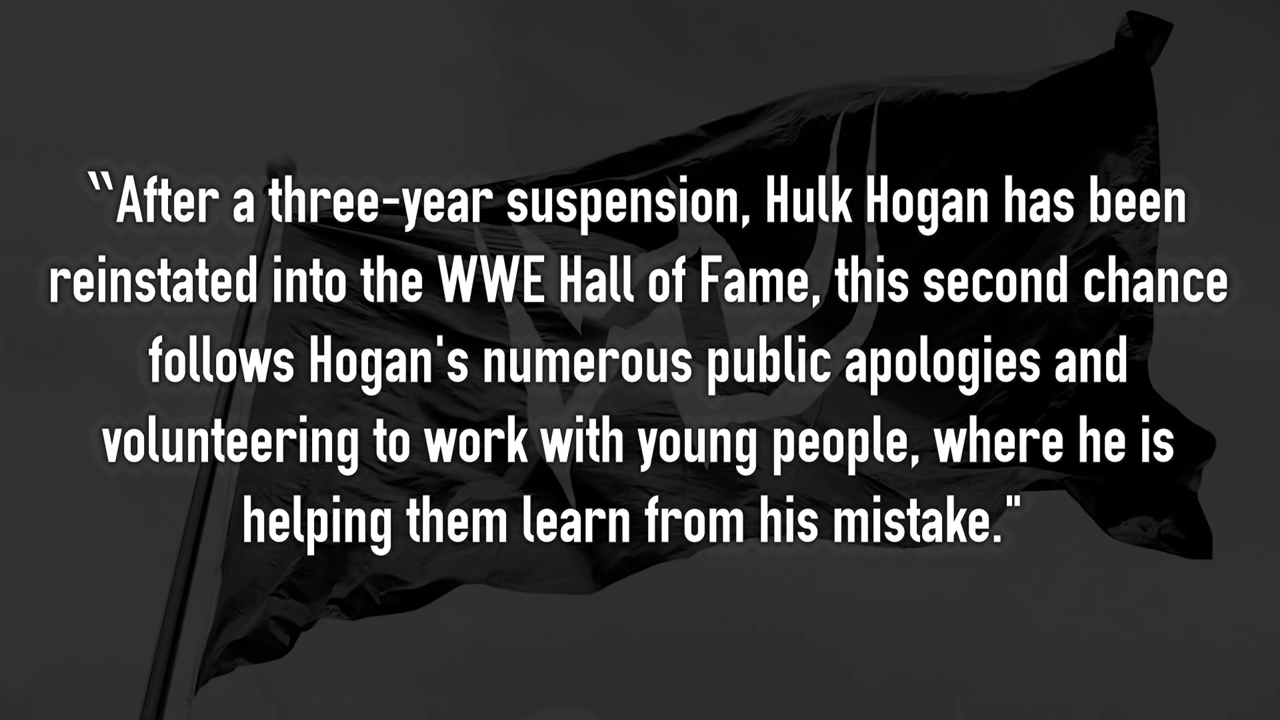 “After a three-year suspension, Hulk Hogan has been
reinstated into the WWE Hall of Fame, this second chance
follows Hogan's numerous public apologies and
volunteering to work with young people, where he is
helping them learn from his mistake."